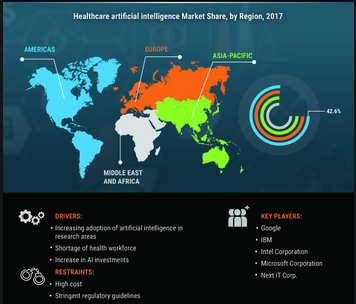 Healthcare artificial intelligence Market Share, by Region, 2017
AMERICAS
EUROPE
ASIA-PACIFIC
42.6%
MIDDLE EAST
AND AFRICA
DRIVERS:
• Increasing adoption of artificial intelligence in
research areas
• Shortage of health workforce
• Increase in AI investments
RESTRAINTS:
• High cost
• Stringent regulatory guidelines
KEY PLAYERS:
• Google
• IBM
• Intel Corporation
• Microsoft Corporation
• Next IT Corp.